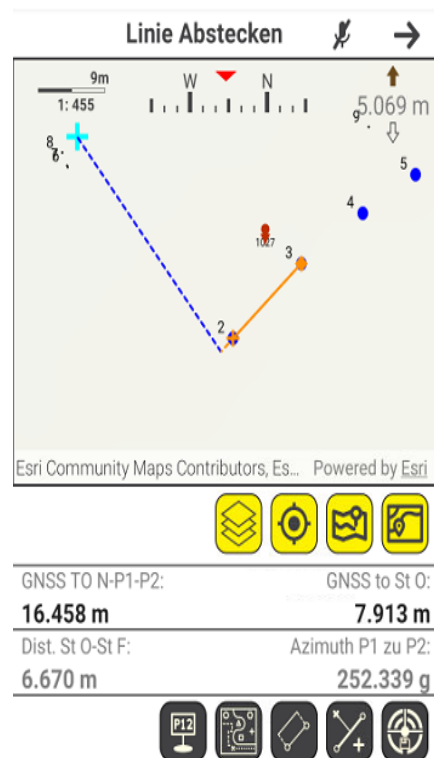 Linie Abstecken
9m
1: 455
W
N
5.069 m
9
8
7
6
5
4
1027
3
2
Esri Community Maps Contributors, Es... Powered by Esri
GNSS TO N-P1-P2: GNSS to St O:
16.458 m 7.913 m
Dist. St O-St F: Azimuth P1 zu P2:
6.670 m 252.339 g
P12